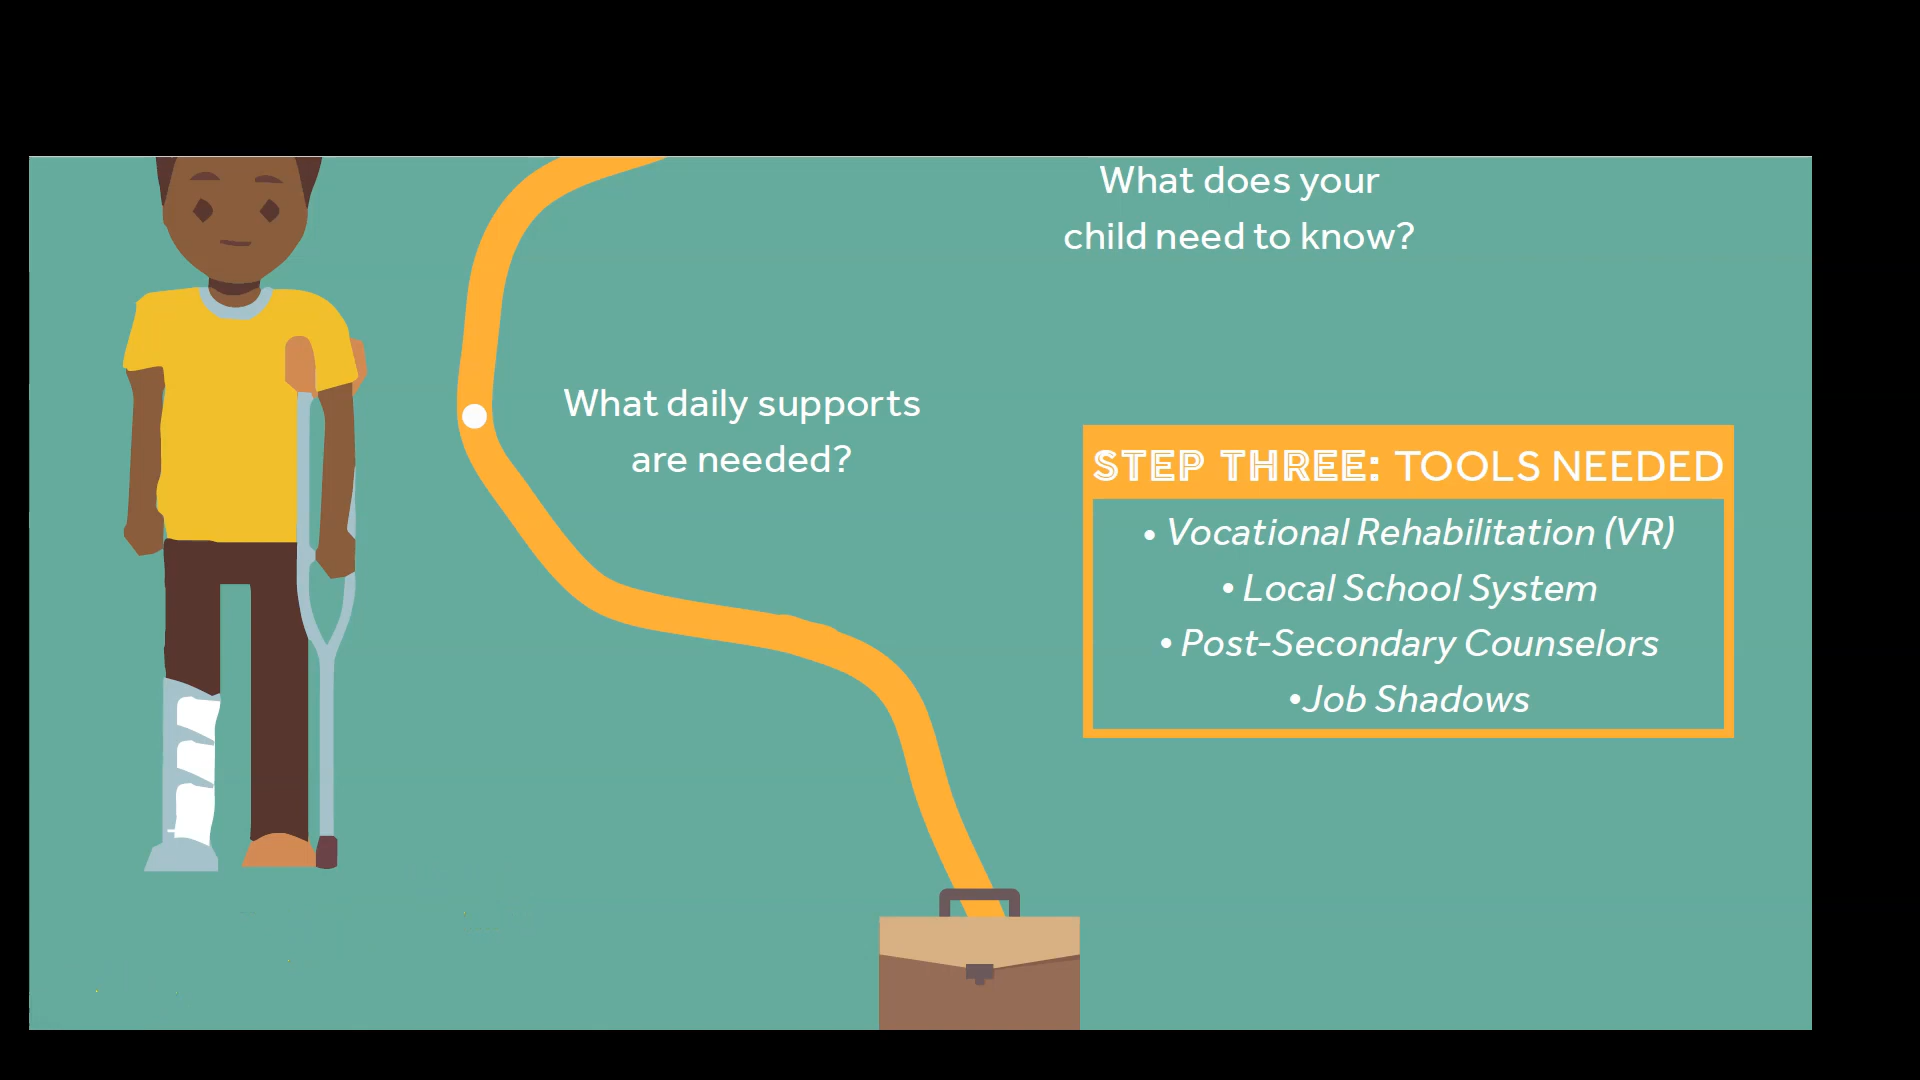 What does your
child need to know?
What daily supports
are needed?
STEP THREE: TOOLS NEEDED
• Vocational Rehabilitation (VR)
• Local School System
• Post-Secondary Counselors
•Job Shadows